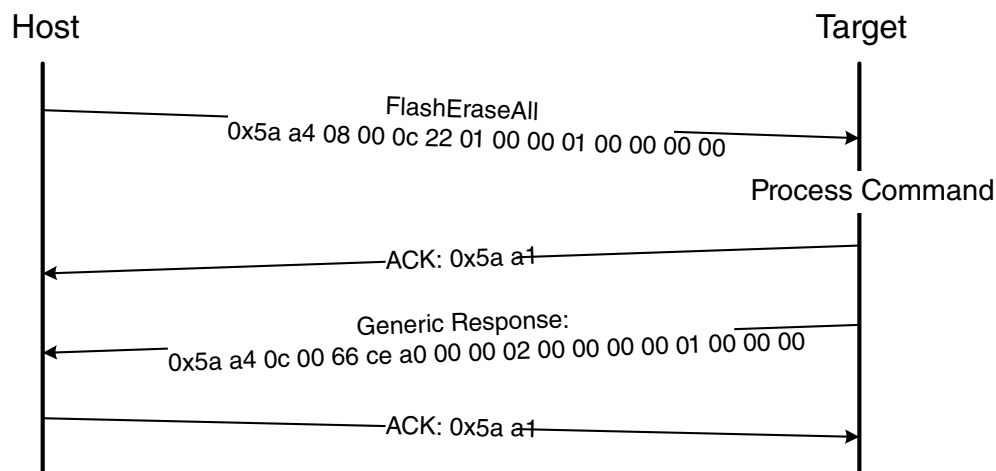 Host
Target
FlashEraseAll
0x5a a4 08 00 0c 22 01 00 00 01 00 00 00 00
Process Command
ACK: 0x5a a1
Generic Response:
0x5a a4 0c 00 66 ce a0 00 00 02 00 00 00 00 01 00 00 00
ACK: 0x5a a1